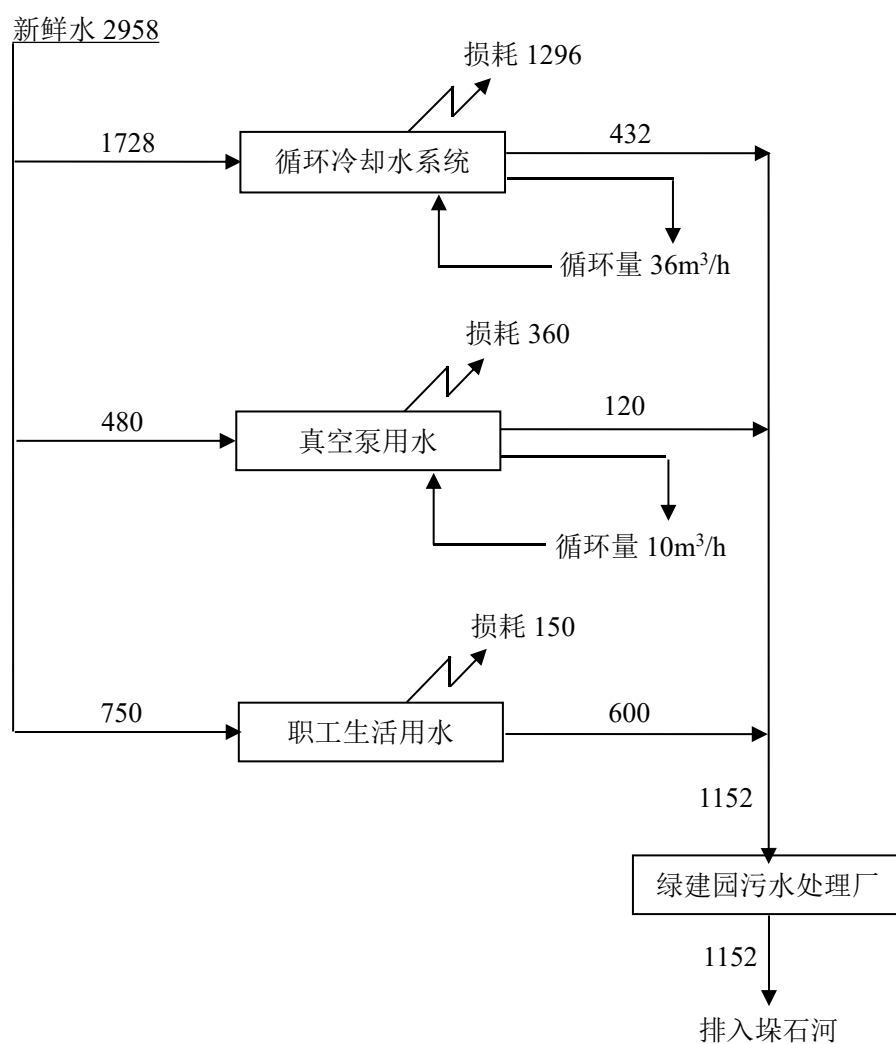 新鲜水 2958
损耗 1296
1728
循环冷却水系统
432
循环量 36m³/h
损耗 360
480
真空泵用水
120
循环量 10m³/h
损耗 150
750
职工生活用水
600
1152
绿建园污水处理厂
1152
排入垛石河